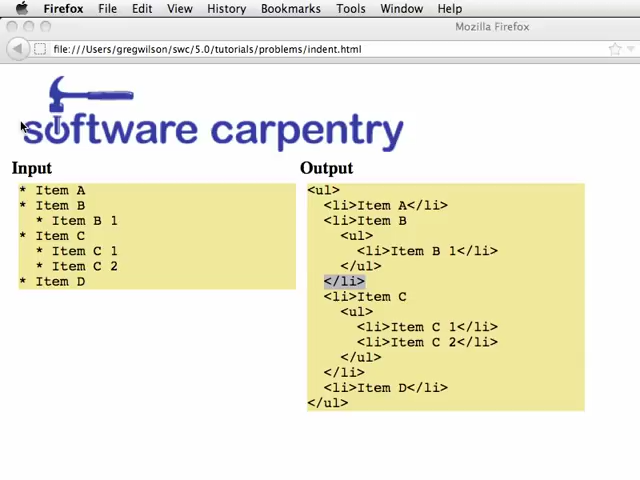 Firefox File Edit View History Bookmarks Tools Window Help
Mozilla Firefox
file:///Users/gregwilson/swc/5.0/tutorials/problems/indent.html
software carpentry
Input
* Item A
* Item B
  * Item B 1
* Item C
  * Item C 1
  * Item C 2
* Item D
Output
<ul>
  <li>Item A</li>
  <li>Item B
    <ul>
      <li>Item B 1</li>
    </ul>
  </li>
  <li>Item C
    <ul>
      <li>Item C 1</li>
      <li>Item C 2</li>
    </ul>
  </li>
  <li>Item D</li>
</ul>